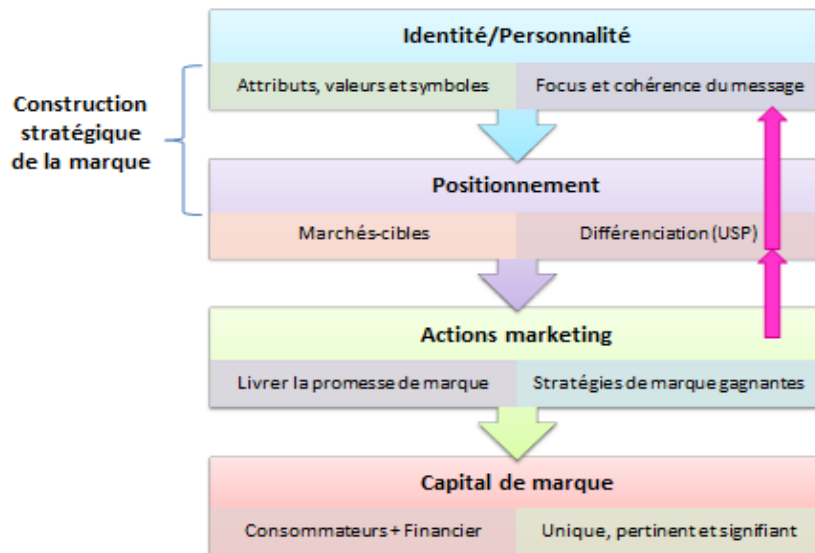 Identité/Personnalité
Attributs, valeurs et symboles
Focus et cohérence du message
Construction
stratégique
de la marque
Positionnement
Marchés-cibles
Différenciation (USP)
Actions marketing
Livrer la promesse de marque
Stratégies de marque gagnantes
Capital de marque
Consommateurs + Financier
Unique, pertinent et signifiant